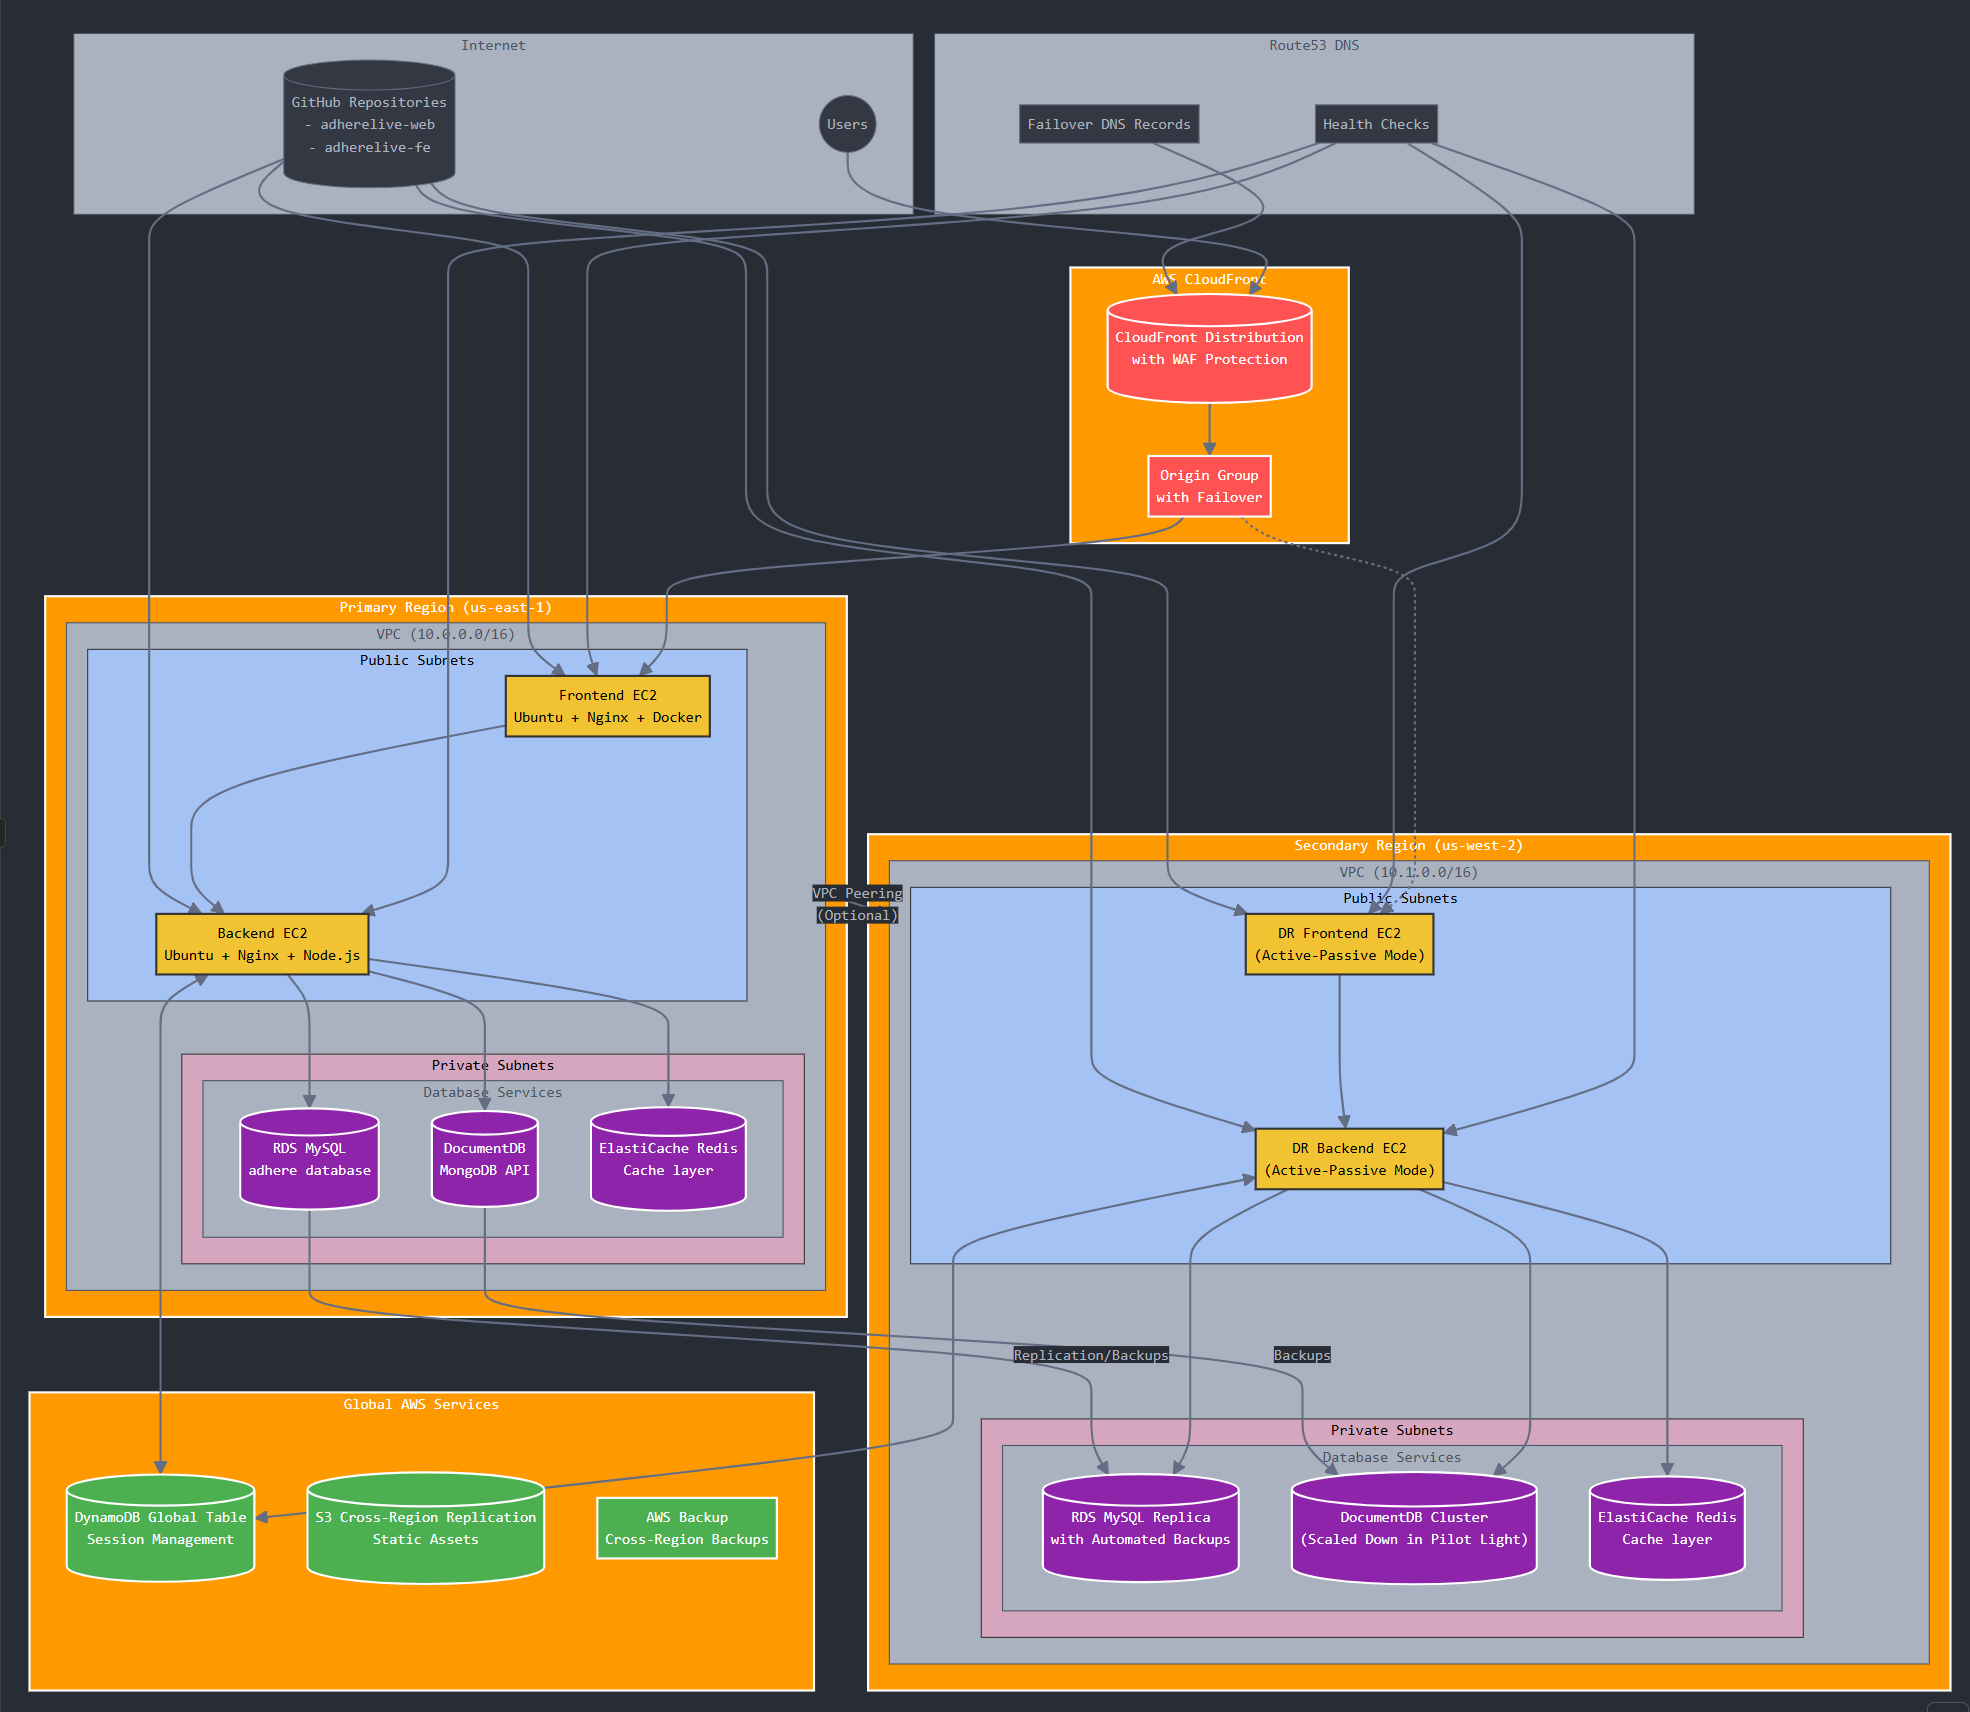 Internet
GitHub Repositories
- adherelive-web
- adherelive-fe
Users
Route53 DNS
Failover DNS Records
Health Checks
AWS CloudFront
CloudFront Distribution
with WAF Protection
Origin Group
with Failover
Primary Region (us-east-1)
VPC (10.0.0.0/16)
Public Subnets
Frontend EC2
Ubuntu + Nginx + Docker
Backend EC2
Ubuntu + Nginx + Node.js
Private Subnets
Database Services
RDS MySQL
adhere database
DocumentDB
MongoDB API
ElastiCache Redis
Cache layer
VPC Peering
(Optional)
Secondary Region (us-west-2)
VPC (10.1.0.0/16)
Public Subnets
DR Frontend EC2
(Active-Passive Mode)
DR Backend EC2
(Active-Passive Mode)
Replication/Backups
Backups
Private Subnets
Database Services
RDS MySQL Replica
with Automated Backups
DocumentDB Cluster
(Scaled Down in Pilot Light)
ElastiCache Redis
Cache layer
Global AWS Services
DynamoDB Global Table
Session Management
S3 Cross-Region Replication
Static Assets
AWS Backup
Cross-Region Backups